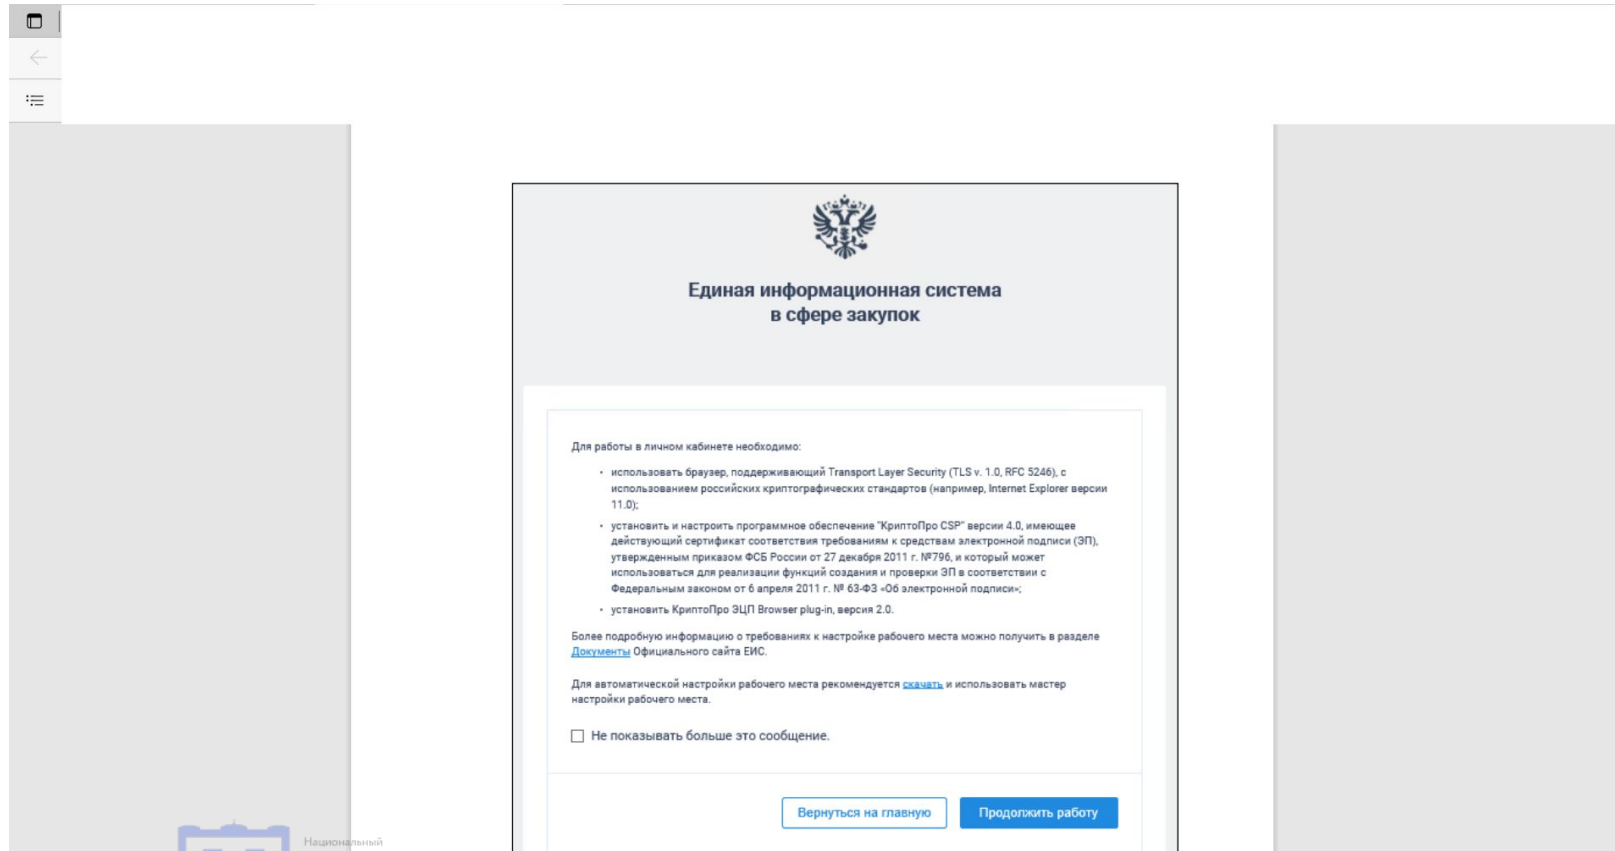 Единая информационная система
в сфере закупок
Для работы в личном кабинете необходимо:
• использовать браузер, поддерживающий Transport Layer Security (TLS v. 1.0, RFC 5246), с
использованием российских криптографических стандартов (например, Internet Explorer версии
11.0);
• установить и настроить программное обеспечение "КриптоПро CSP" версии 4.0, имеющее
действующий сертификат соответствия требованиям к средствам электронной подписи (ЭП),
утвержденным приказом ФСБ России от 27 декабря 2011 г. №796, и который может
использоваться для реализации функций создания и проверки ЭП в соответствии с
Федеральным законом от 6 апреля 2011 г. № 63-ФЗ «Об электронной подписи»;
• установить КриптоПро ЭЦП Browser plug-in, версия 2.0.
Более подробную информацию о требованиях к настройке рабочего места можно получить в разделе
Документы Официального сайта ЕИС.
Для автоматической настройки рабочего места рекомендуется скачать и использовать мастер
настройки рабочего места.
Не показывать больше это сообщение.
Вернуться на главную Продолжить работу
Национальный